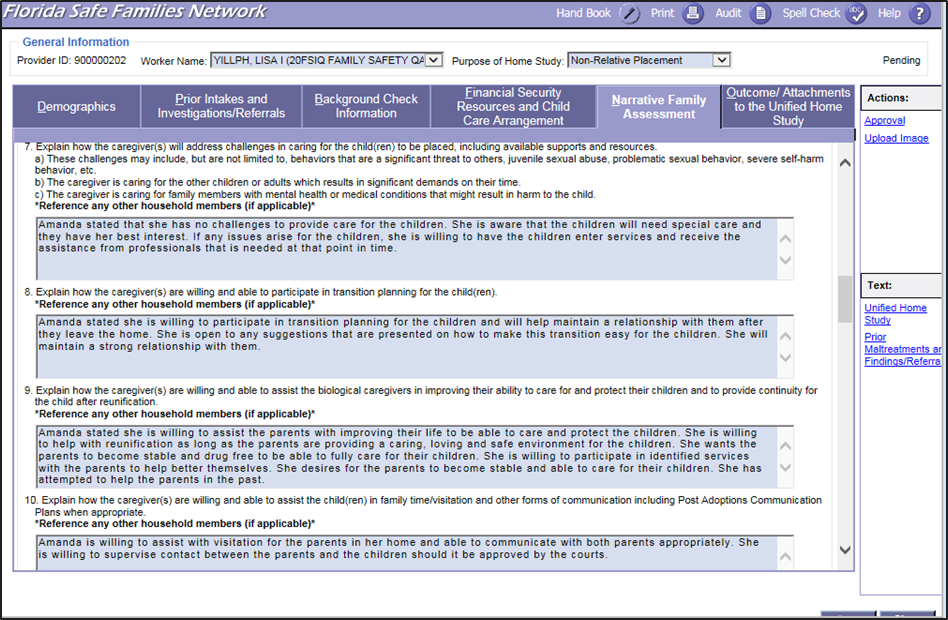 Florida Safe Families Network
Hand Book Print Audit Spell Check Help
General Information
Provider ID: 900000202 Worker Name: YILLPH, LISA I (20FSIQ FAMILY SAFETY QA Purpose of Home Study: Non-Relative Placement Pending
Demographics
Prior Intakes and
Investigations/Referrals
Background Check
Information
Financial Security
Resources and Child
Care Arrangement
Narrative Family
Assessment
Outcome/ Attachments
to the Unified Home
Study
Actions:
Approval
Upload Image
7. Explain how the caregiver(s) will address challenges in caring for the child(ren) to be placed, including available supports and resources.
a) These challenges may include, but are not limited to, behaviors that are a significant threat to others, juvenile sexual abuse, problematic sexual behavior, severe self-harm
behavior, etc.
b) The caregiver is caring for the other children or adults which results in significant demands on their time.
c) The caregiver is caring for family members with mental health or medical conditions that might result in harm to the child.
*Reference any other household members (if applicable)*
Amanda stated that she has no challenges to provide care for the children. She is aware that the children will need special care and
they have her best interest. If any issues arise for the children, she is willing to have the children enter services and receive the
assistance from professionals that is needed at that point in time.
8. Explain how the caregiver(s) are willing and able to participate in transition planning for the child(ren).
*Reference any other household members (if applicable)*
Amanda stated she is willing to participate in transition planning for the children and will help maintain a relationship with them after
they leave the home. She is open to any suggestions that are presented on how to make this transition easy for the children. She will
maintain a strong relationship with them.
9. Explain how the caregiver(s) are willing and able to assist the biological caregivers in improving their ability to care for and protect their children and to provide continuity for
the child after reunification.
*Reference any other household members (if applicable)*
Amanda stated she is willing to assist the parents with improving their life to be able to care and protect the children. She is willing
to help with reunification as long as the parents are providing a caring, loving and safe environment for the children. She wants the
parents to become stable and drug free to be able to fully care for their children. She is willing to participate in identified services
with the parents to help better themselves. She desires for the parents to become stable and able to care for their children. She has
attempted to help the parents in the past.
10. Explain how the caregiver(s) are willing and able to assist the child(ren) in family time/visitation and other forms of communication including Post Adoptions Communication
Plans when appropriate.
*Reference any other household members (if applicable)*
Amanda is willing to assist with visitation for the parents in her home and able to communicate with both parents appropriately. She
is willing to supervise contact between the parents and the children should it be approved by the courts.
Text:
Unified Home
Study
Prior
Maltreatments an
Findings/Referra